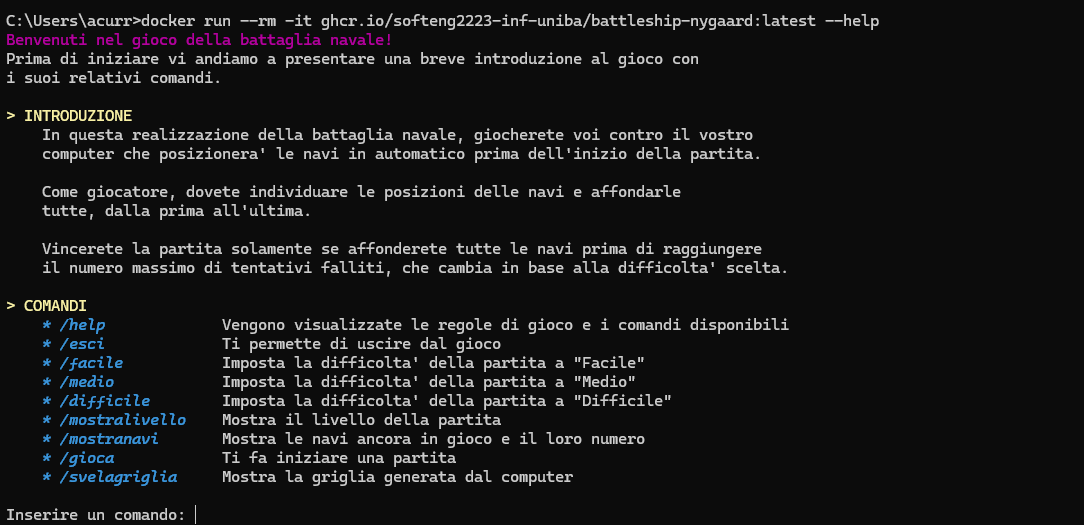 C:\Users\acurr>docker run --rm -it ghcr.io/softeng2223-inf-uniba/battleship-nygaard:latest --help
Benvenuti nel gioco della battaglia navale!
Prima di iniziare vi andiamo a presentare una breve introduzione al gioco con
i suoi relativi comandi.
> INTRODUZIONE
In questa realizzazione della battaglia navale, giocherete voi contro il vostro
computer che posizionera' le navi in automatico prima dell'inizio della partita.
Come giocatore, dovete individuare le posizioni delle navi e affondarle
tutte, dalla prima all'ultima.
Vincerete la partita solamente se affonderete tutte le navi prima di raggiungere
il numero massimo di tentativi falliti, che cambia in base alla difficolta' scelta.
> COMANDI
* /help Vengono visualizzate le regole di gioco e i comandi disponibili
* /esci Ti permette di uscire dal gioco
* /facile Imposta la difficolta' della partita a "Facile"
* /medio Imposta la difficolta' della partita a "Medio"
* /difficile Imposta la difficolta' della partita a "Difficile"
* /mostralivello Mostra il livello della partita
* /mostranavi Mostra le navi ancora in gioco e il loro numero
* /gioca Ti fa iniziare una partita
* /svelagriglia Mostra la griglia generata dal computer
Inserire un comando: